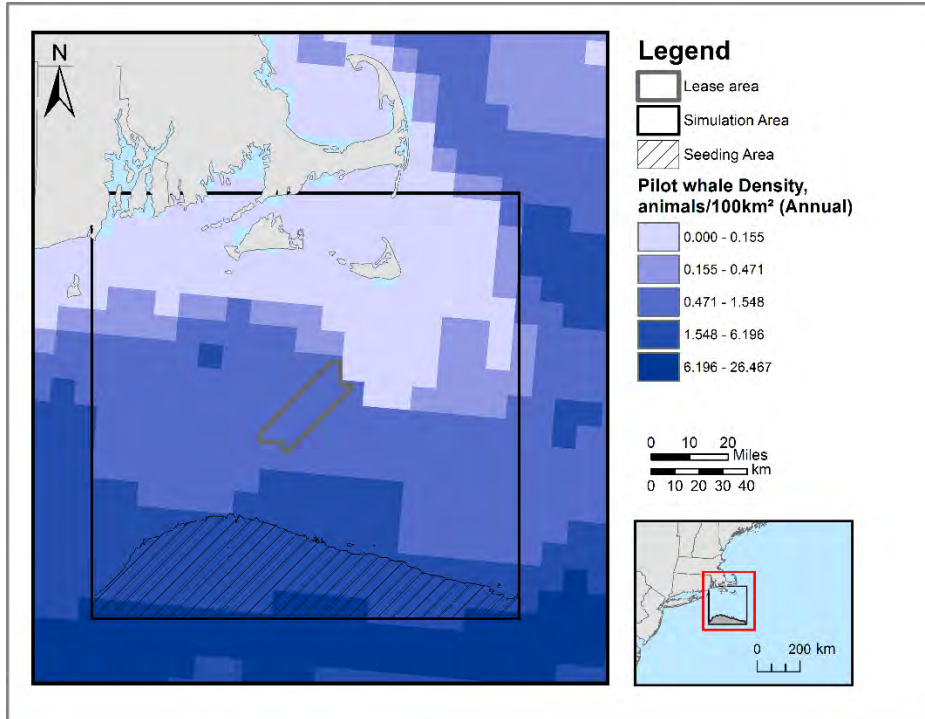 N
Legend
Lease area
Simulation Area
Seeding Area
Pilot whale Density,
animals/100km² (Annual)
0.000 - 0.155
0.155 - 0.471
0.471 - 1.548
1.548 - 6.196
6.196 - 26.467
0 10 20
Miles
km
0 10 20 30 40
0 200 km